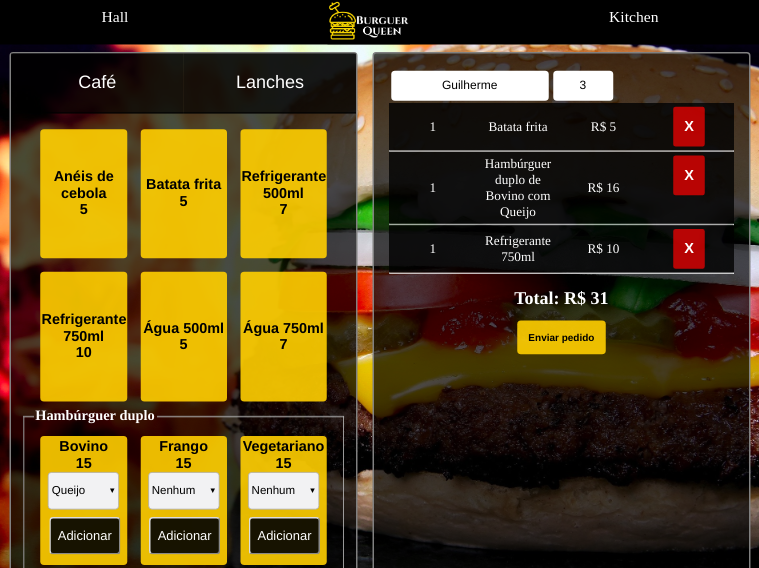 Hall
BURGUER
QUEEN
Kitchen
Café
Lanches
Anéis de
cebola
5
Batata frita
5
Refrigerante
500ml
7
Refrigerante
750ml
10
Água 500ml
5
Água 750ml
7
Hambúrguer duplo
Bovino
15
Queijo
Adicionar
Frango
15
Nenhum
Adicionar
Vegetariano
15
Nenhum
Adicionar
Guilherme
3
1 Batata frita R$ 5 X
1 Hambúrguer
duplo de
Bovino com
Queijo
R$ 16 X
1 Refrigerante
750ml
R$ 10 X
Total: R$ 31
Enviar pedido